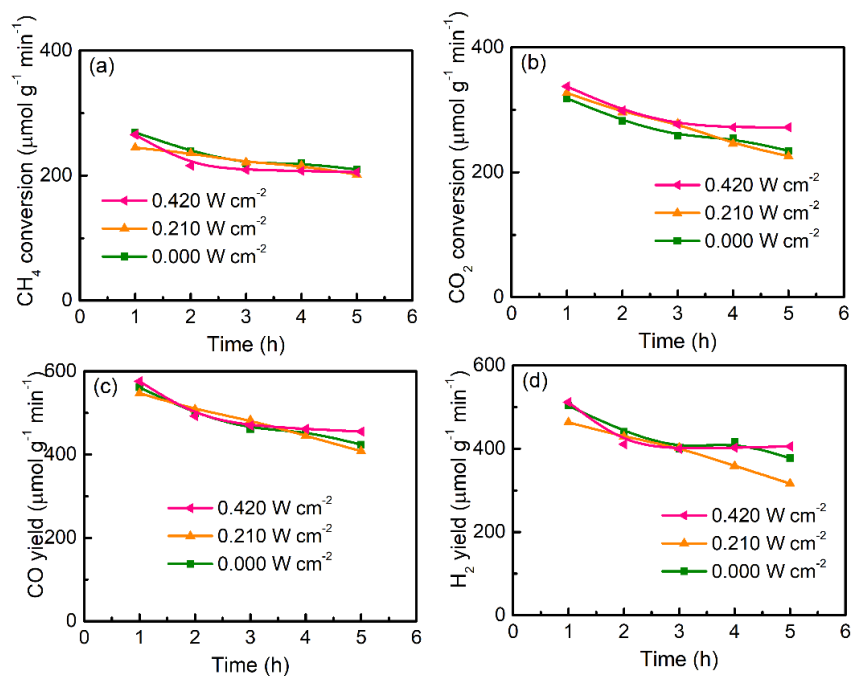 (a)
CH₄ conversion (μmol g⁻¹ min⁻¹)
400
200
0
0.420 W cm⁻²
0.210 W cm⁻²
0.000 W cm⁻²
0 1 2 3 4 5 6
Time (h)
(b)
CO₂ conversion (μmol g⁻¹ min⁻¹)
400
200
0
0.420 W cm⁻²
0.210 W cm⁻²
0.000 W cm⁻²
0 1 2 3 4 5 6
Time (h)
(c)
CO yield (μmol g⁻¹ min⁻¹)
600
400
200
0
0.420 W cm⁻²
0.210 W cm⁻²
0.000 W cm⁻²
0 1 2 3 4 5 6
Time (h)
(d)
H₂ yield (μmol g⁻¹ min⁻¹)
600
400
200
0
0.420 W cm⁻²
0.210 W cm⁻²
0.000 W cm⁻²
0 1 2 3 4 5 6
Time (h)